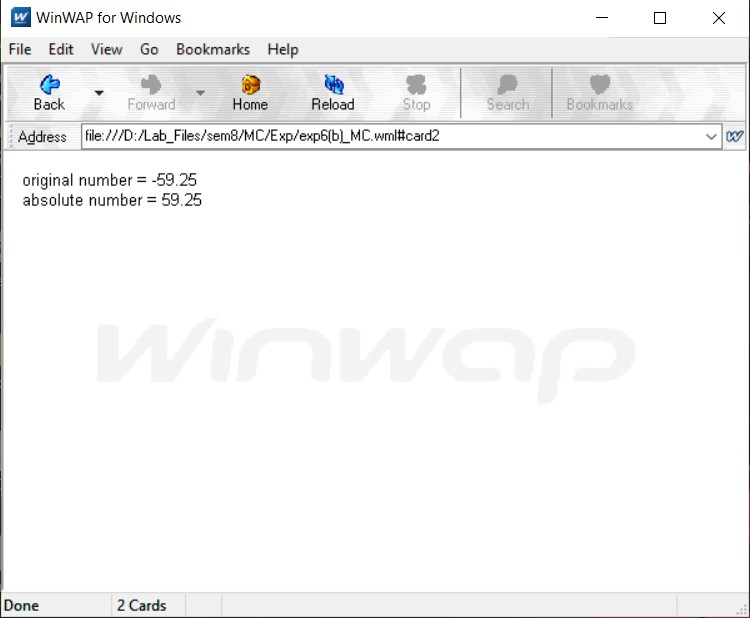 WinWAP for Windows
File Edit View Go Bookmarks Help
Back Forward Home Reload Stop Search Bookmarks
Address file:///D:/Lab_Files/sem8/MC/Exp/exp6(b)_MC.wml#card2
original number = -59.25
absolute number = 59.25
winwap
Done 2 Cards